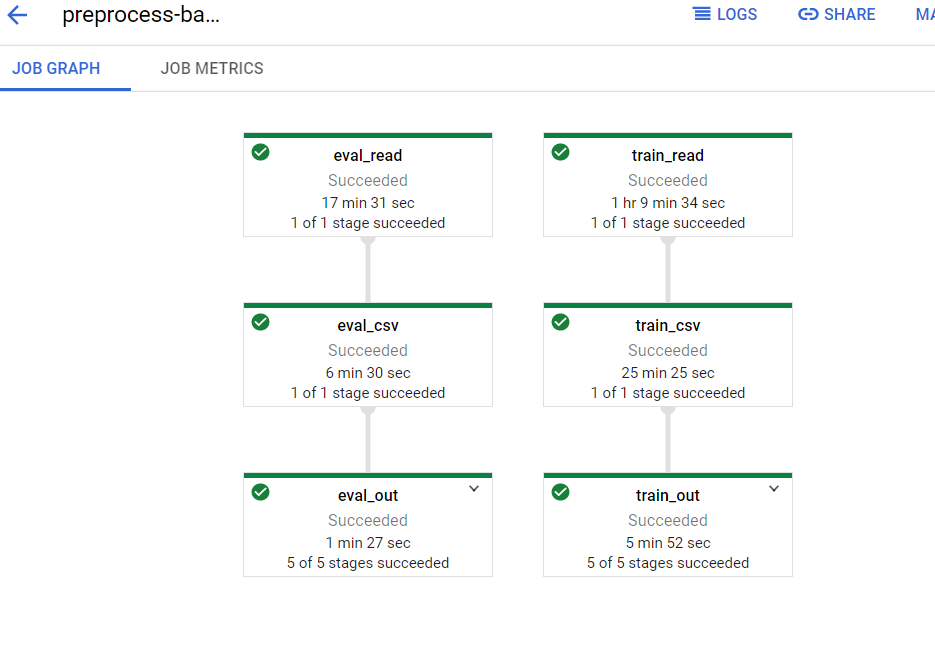 preprocess-ba...
LOGS
SHARE
MA
JOB GRAPH
JOB METRICS
eval_read
Succeeded
17 min 31 sec
1 of 1 stage succeeded
train_read
Succeeded
1 hr 9 min 34 sec
1 of 1 stage succeeded
eval_csv
Succeeded
6 min 30 sec
1 of 1 stage succeeded
train_csv
Succeeded
25 min 25 sec
1 of 1 stage succeeded
eval_out
Succeeded
1 min 27 sec
5 of 5 stages succeeded
train_out
Succeeded
5 min 52 sec
5 of 5 stages succeeded